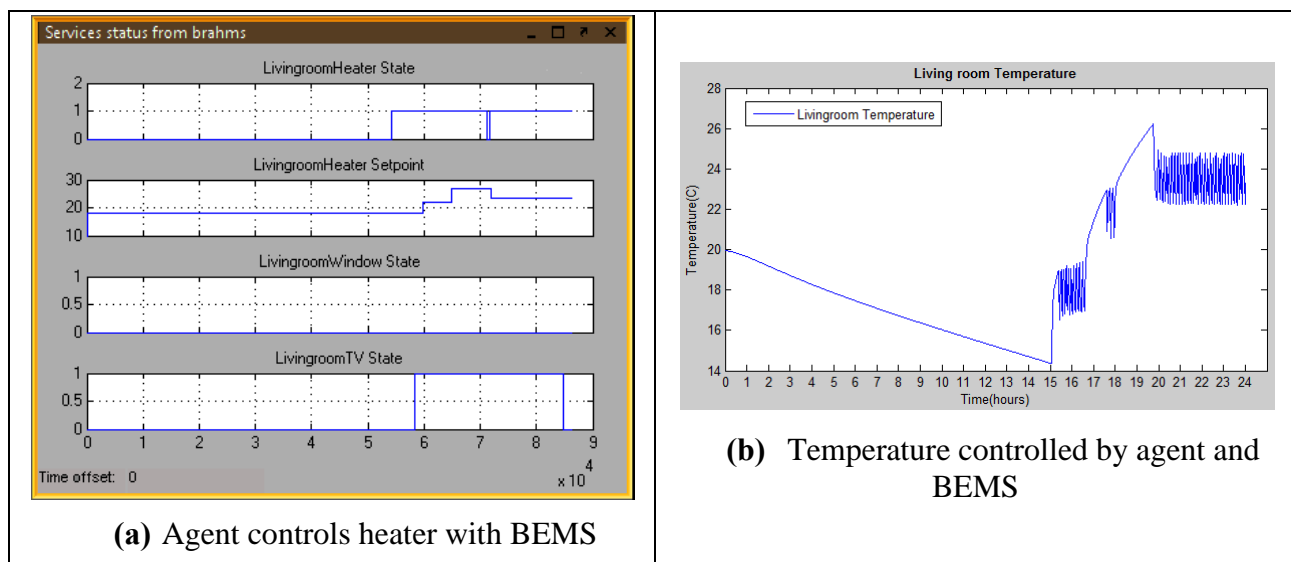 Services status from brahms
LivingroomHeater State
2
1
0
LivingroomHeater Setpoint
30
20
10
LivingroomWindow State
1
0.5
0
LivingroomTV State
1
0.5
0
0 1 2 3 4 5 6 7 8 9
x 10^4
Time offset: 0
(a) Agent controls heater with BEMS
Living room Temperature
Livingroom Temperature
28
26
24
22
20
18
16
14
Temperature(C)
0 1 2 3 4 5 6 7 8 9 10 11 12 13 14 15 16 17 18 19 20 21 22 23 24
Time(hours)
(b) Temperature controlled by agent and
BEMS